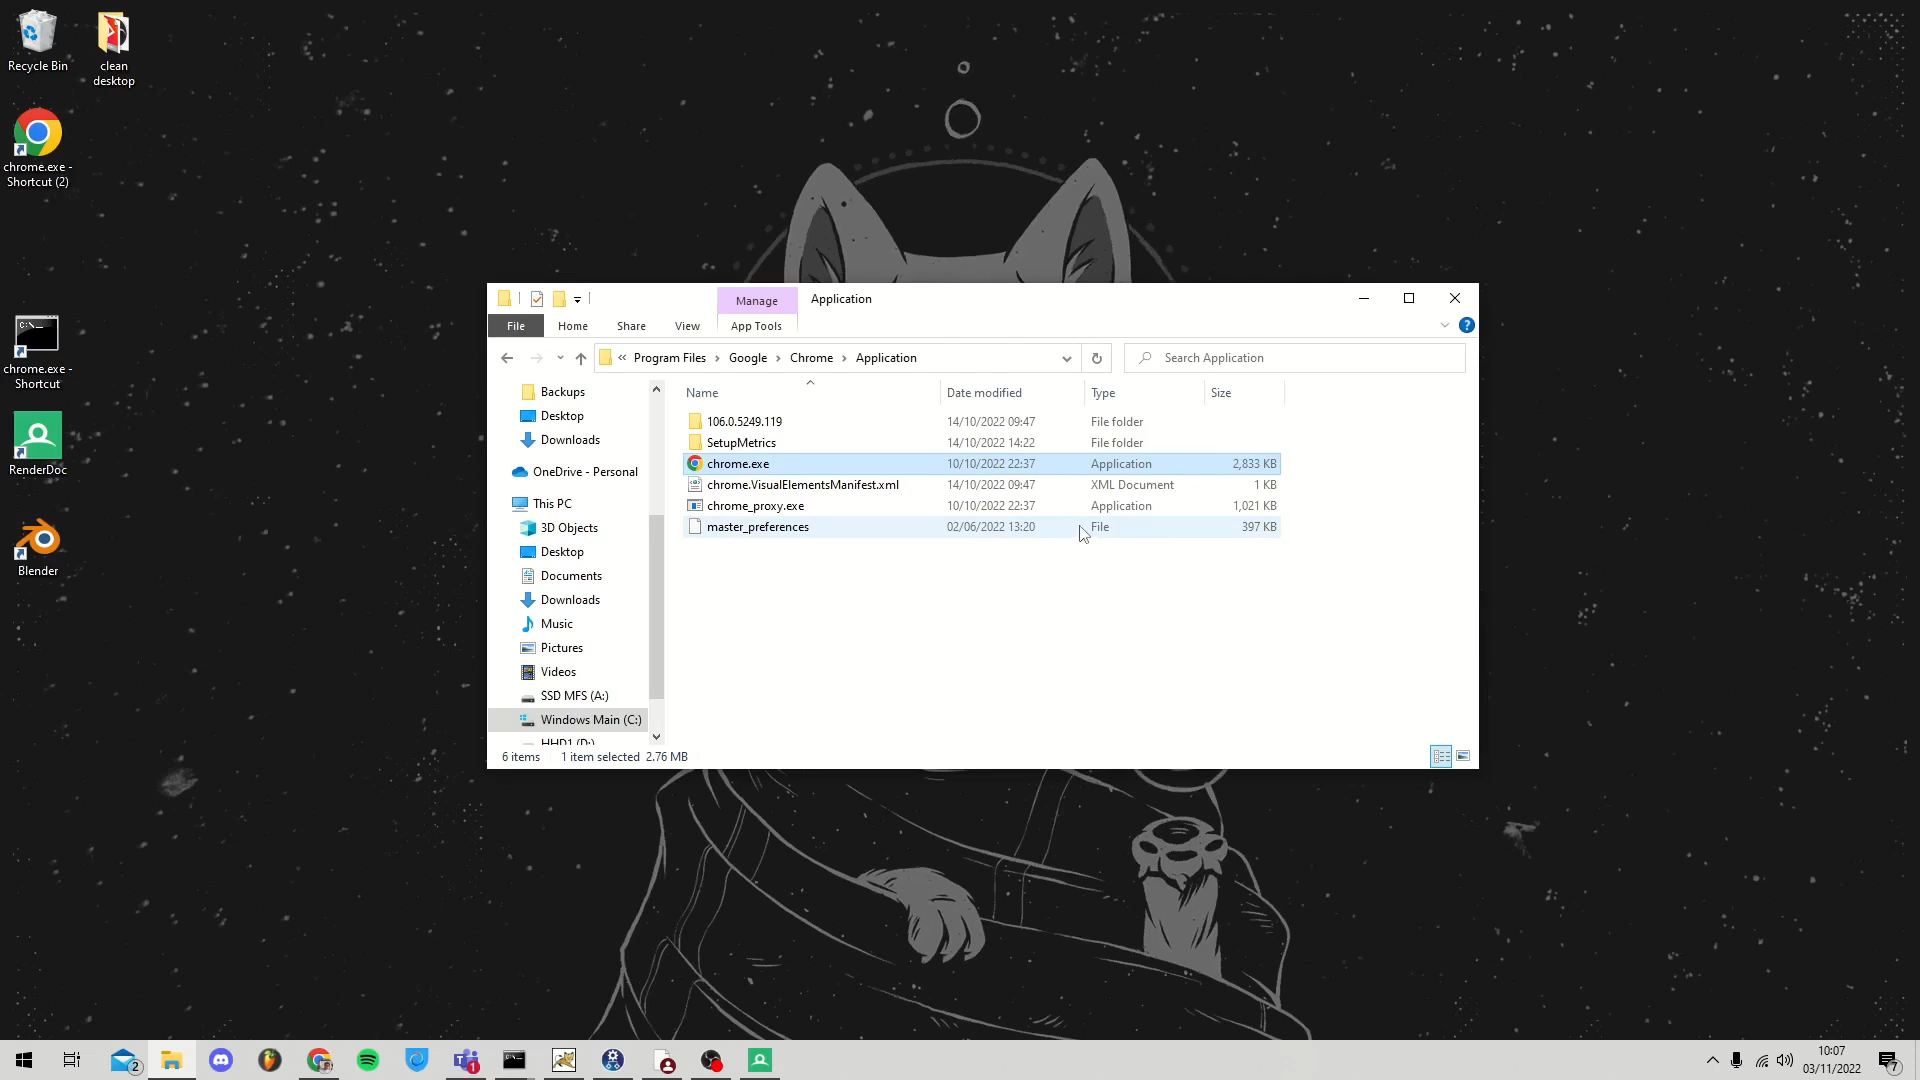 Recycle Bin
clean
desktop
chrome.exe -
Shortcut (2)
chrome.exe -
Shortcut
RenderDoc
Blender
Manage
Application
File
Home
Share
View
App Tools
« Program Files > Google > Chrome > Application
Search Application
Backups
Desktop
Downloads
OneDrive - Personal
This PC
3D Objects
Desktop
Documents
Downloads
Music
Pictures
Videos
SSD MFS (A:)
Windows Main (C:)
HHD1 (D:)
Name Date modified Type Size
106.0.5249.119 14/10/2022 09:47 File folder
SetupMetrics 14/10/2022 14:22 File folder
chrome.exe 10/10/2022 22:37 Application 2,833 KB
chrome.VisualElementsManifest.xml 14/10/2022 09:47 XML Document 1 KB
chrome_proxy.exe 10/10/2022 22:37 Application 1,021 KB
master_preferences 02/06/2022 13:20 File 397 KB
6 items 1 item selected 2.76 MB
2
1
10:07
03/11/2022
7